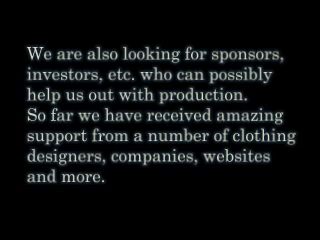 We are also looking for sponsors,
investors, etc. who can possibly
help us out with production.
So far we have received amazing
support from a number of clothing
designers, companies, websites
and more.